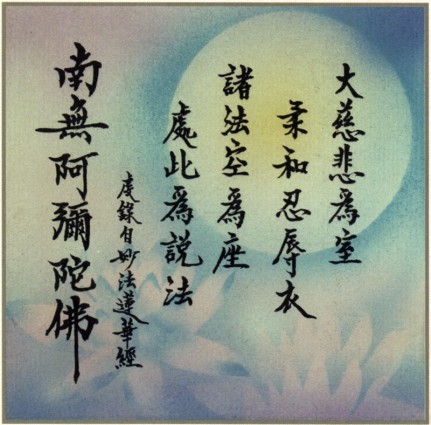 大慈悲為室
柔和忍辱衣
諸法空為座
處此為說法
虔錄自妙法蓮華經
南無阿彌陀佛